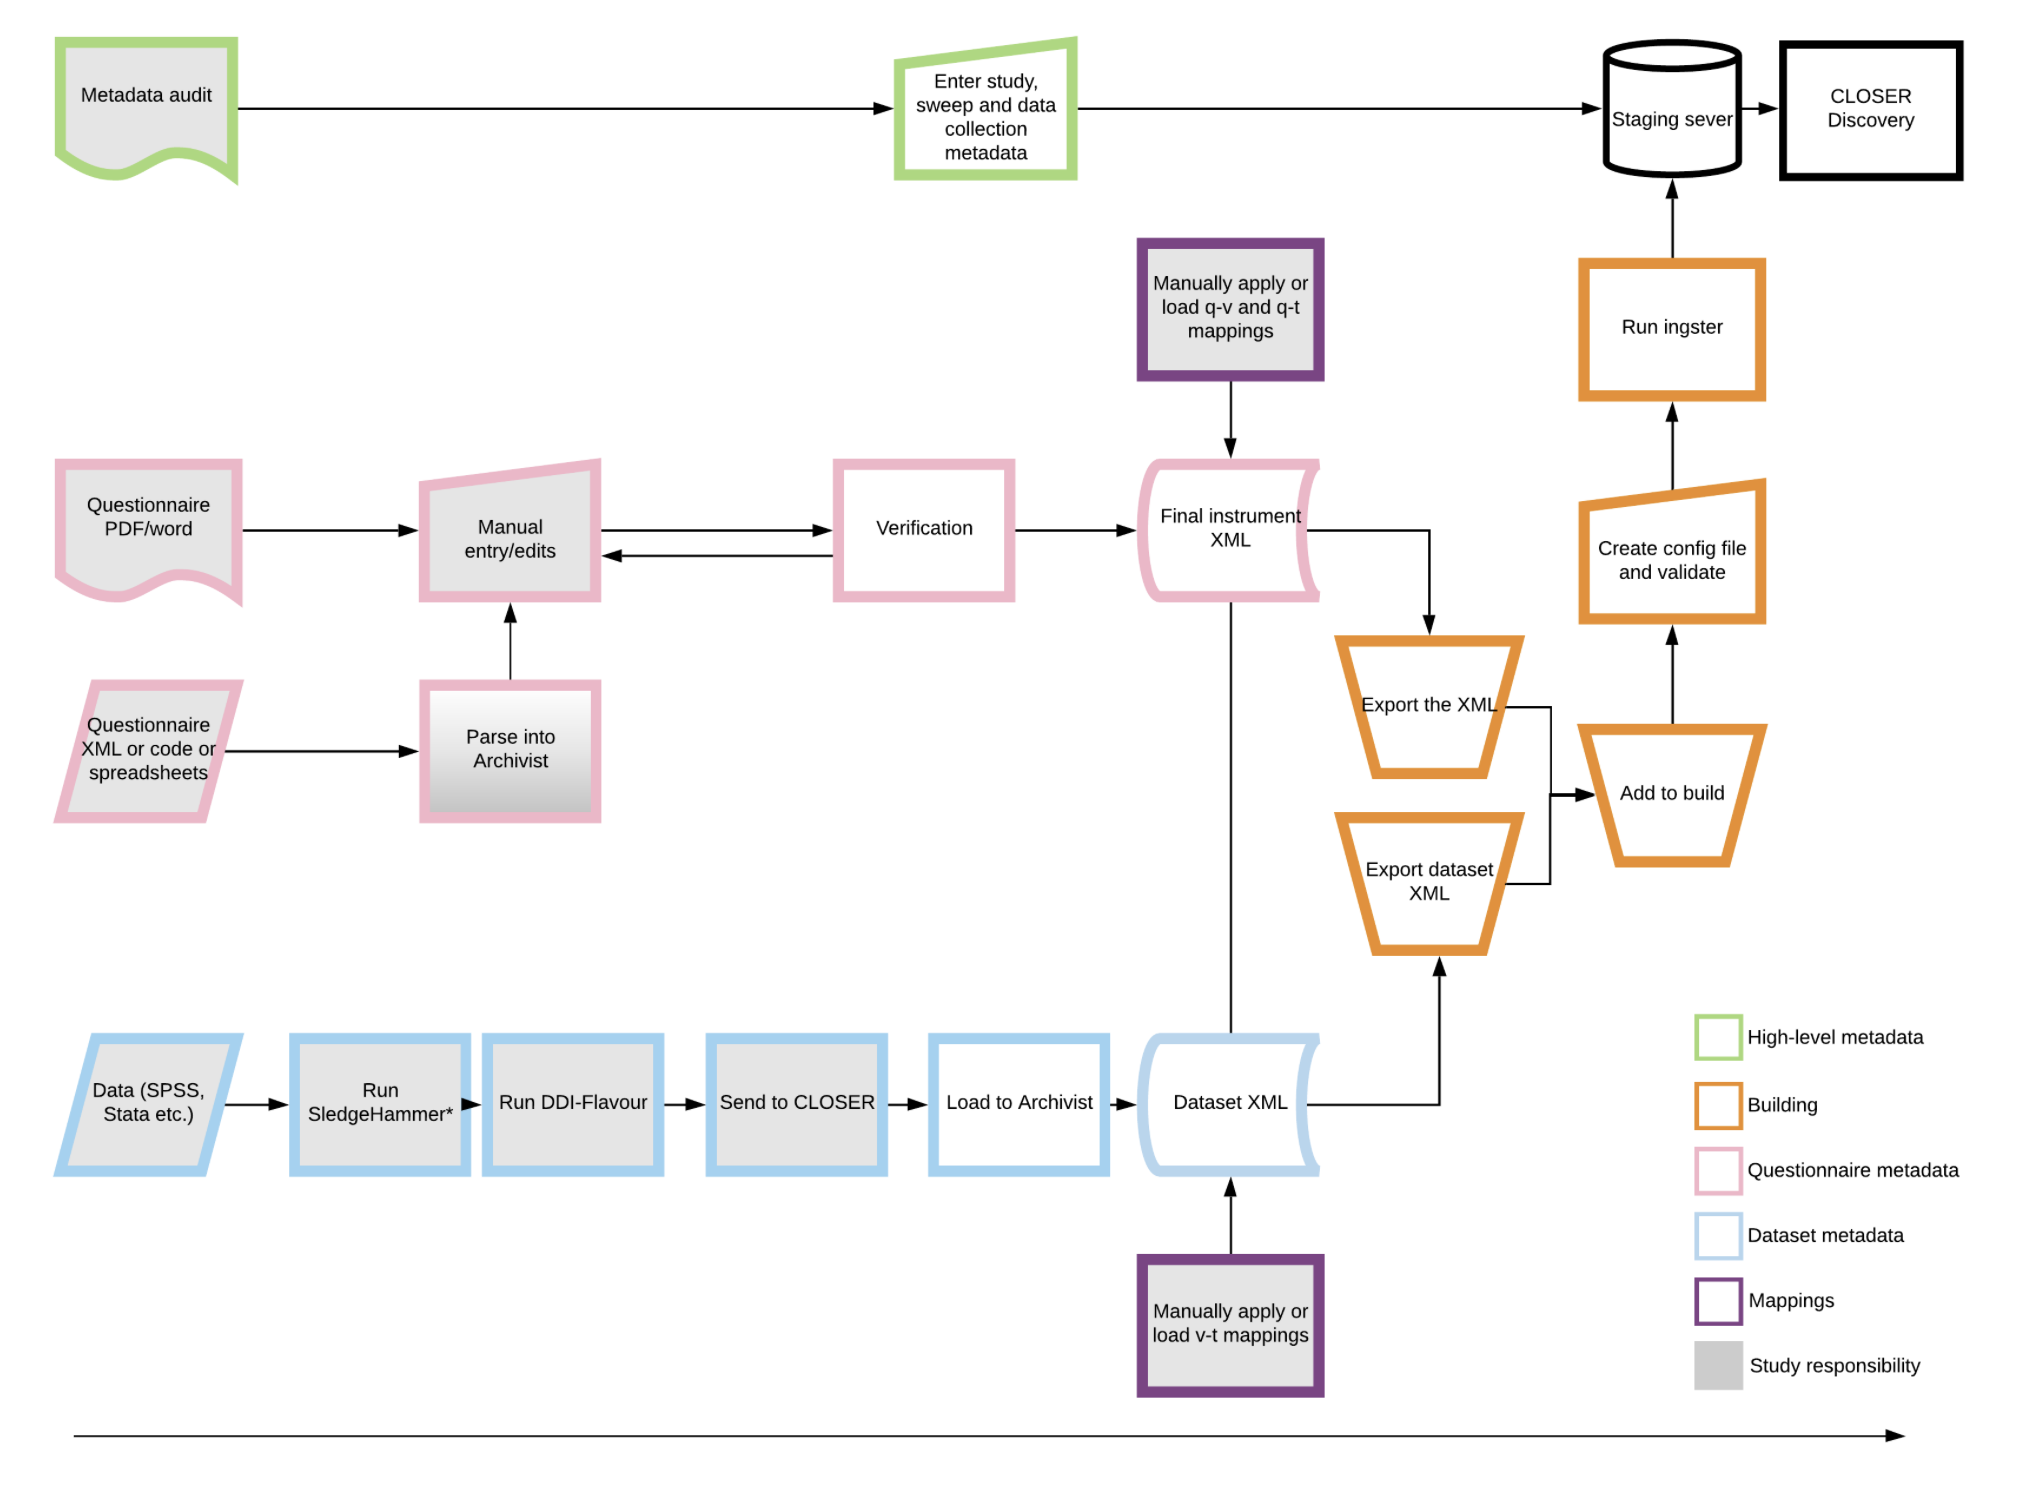 Metadata audit
Enter study,
sweep and data
collection
metadata
Staging sever
CLOSER
Discovery
Manually apply or
load q-v and q-t
mappings
Run ingster
Questionnaire
PDF/word
Manual
entry/edits
Verification
Final instrument
XML
Create config file
and validate
Questionnaire
XML or code or
spreadsheets
Parse into
Archivist
Export the XML
Add to build
Export dataset
XML
Data (SPSS,
Stata etc.)
Run
SledgeHammer*
Run DDI-Flavour
Send to CLOSER
Load to Archivist
Dataset XML
Manually apply or
load v-t mappings
High-level metadata
Building
Questionnaire metadata
Dataset metadata
Mappings
Study responsibility